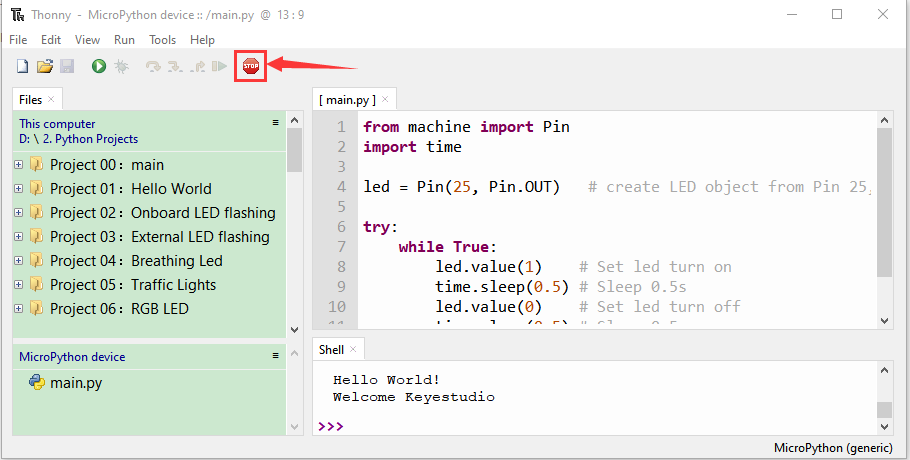 Thonny - MicroPython device :: /main.py @ 13 : 9
File Edit View Run Tools Help
STOP
Files
This computer
D: \ 2. Python Projects
Project 00：main
Project 01：Hello World
Project 02：Onboard LED flashing
Project 03：External LED flashing
Project 04：Breathing Led
Project 05：Traffic Lights
Project 06：RGB LED
MicroPython device
main.py
[ main.py ]
1 from machine import Pin
2 import time
3
4 led = Pin(25, Pin.OUT) # create LED object from Pin 25,
5
6 try:
7 while True:
8 led.value(1) # Set led turn on
9 time.sleep(0.5) # Sleep 0.5s
10 led.value(0) # Set led turn off
Shell
Hello World!
Welcome Keyestudio
>>>
MicroPython (generic)